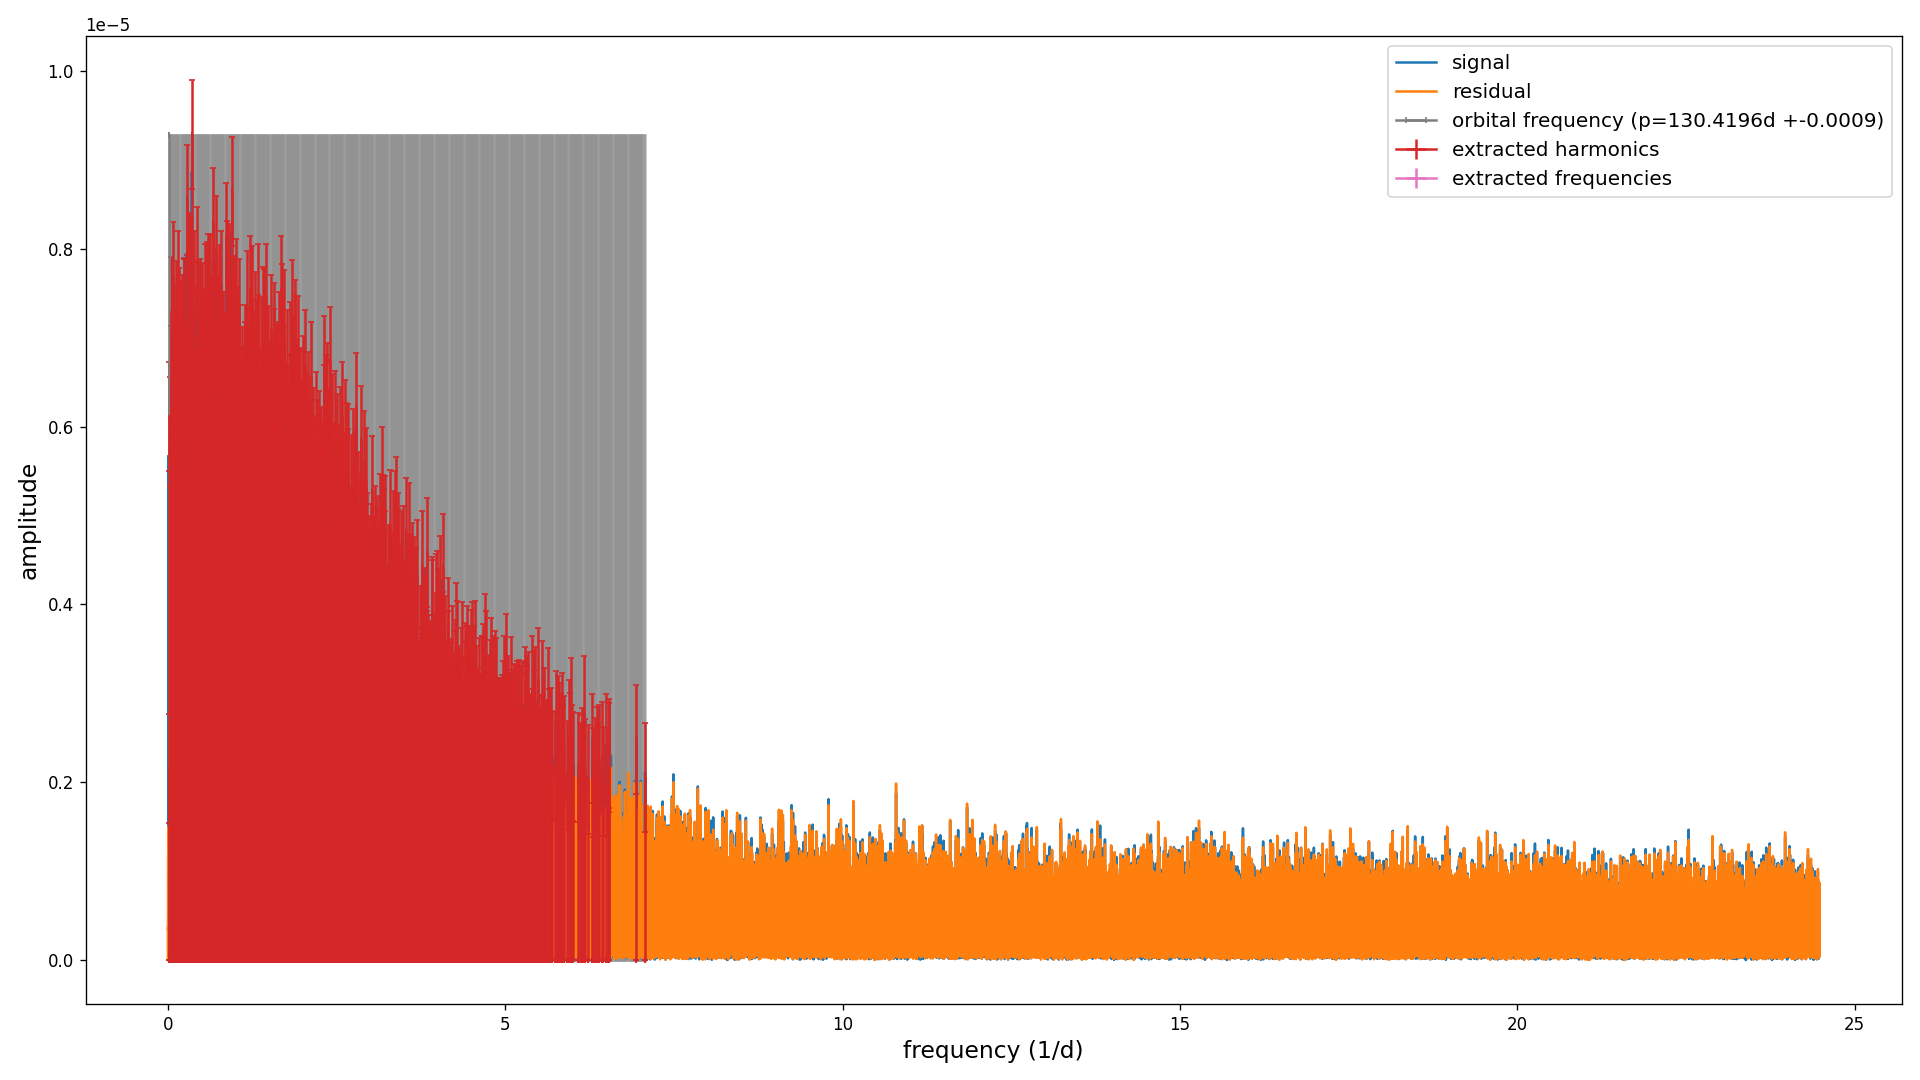 1e−5
signal
residual
orbital frequency (p=130.4196d +-0.0009)
extracted harmonics
extracted frequencies
1.0
0.8
0.6
0.4
0.2
0.0
amplitude
0 5 10 15 20 25
frequency (1/d)